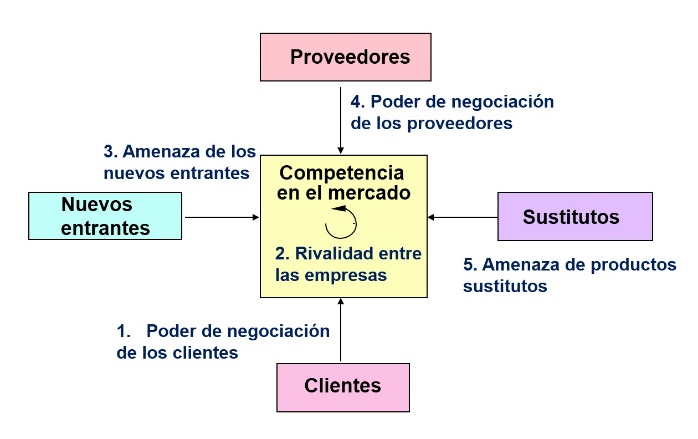 Proveedores
4. Poder de negociación
de los proveedores
3. Amenaza de los
nuevos entrantes
Competencia
en el mercado
Nuevos
entrantes
Sustitutos
2. Rivalidad entre
las empresas
5. Amenaza de productos
sustitutos
1. Poder de negociación
de los clientes
Clientes